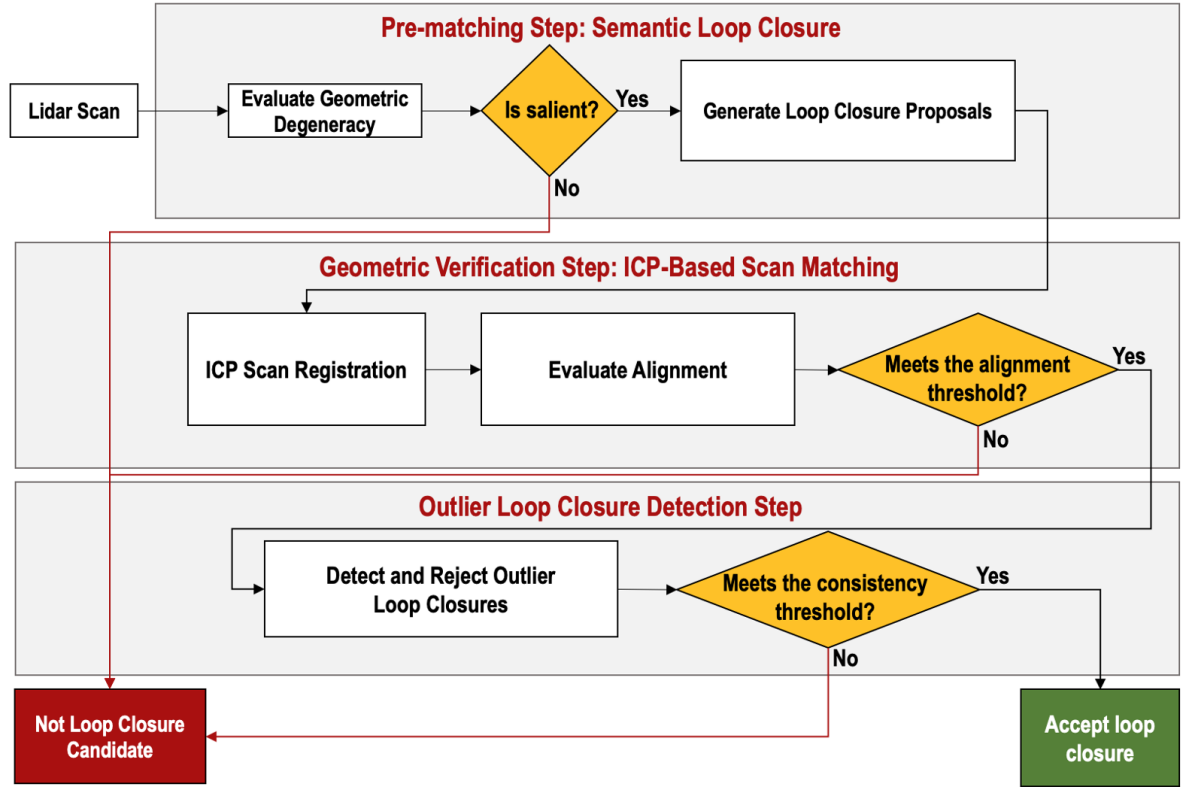 Pre-matching Step: Semantic Loop Closure
Lidar Scan
Evaluate Geometric
Degeneracy
Is salient?
Yes
Generate Loop Closure Proposals
No
Geometric Verification Step: ICP-Based Scan Matching
ICP Scan Registration
Evaluate Alignment
Meets the alignment
threshold?
Yes
No
Outlier Loop Closure Detection Step
Detect and Reject Outlier
Loop Closures
Meets the consistency
threshold?
Yes
No
Not Loop Closure
Candidate
Accept loop
closure